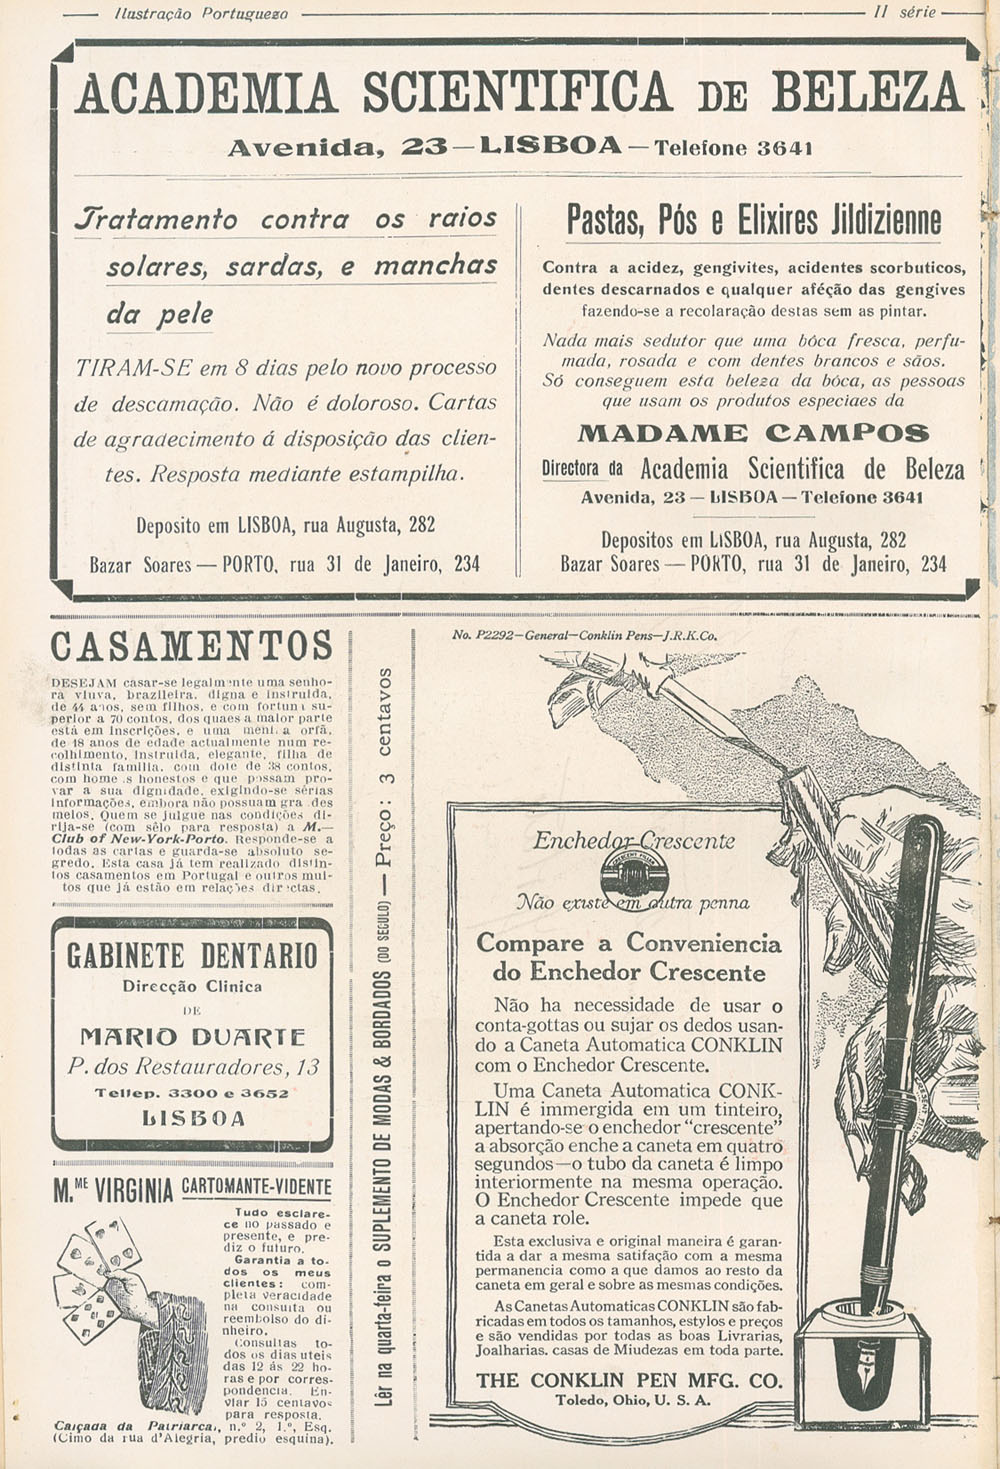 Ilustração Portugueza
II série
ACADEMIA SCIENTIFICA DE BELEZA
Avenida, 23—LISBOA—Telefone 3641
Tratamento contra os raios
solares, sardas, e manchas
da pele
TIRAM-SE em 8 dias pelo novo processo
de descamação. Não é doloroso. Cartas
de agradecimento á disposição das clien-
tes. Resposta mediante estampilha.
Deposito em LISBOA, rua Augusta, 282
Bazar Soares — PORTO, rua 31 de Janeiro, 234
Pastas, Pós e Elixires Jildizienne
Contra a acidez, gengivites, acidentes scorbuticos,
dentes descarnados e qualquer aféção das gengives
fazendo-se a recolaração destas sem as pintar.
Nada mais sedutor que uma bôca fresca, perfu-
mada, rosada e com dentes brancos e sãos.
Só conseguem esta beleza da bôca, as pessoas
que usam os produtos especiaes da
MADAME CAMPOS
Directora da Academia Scientifica de Beleza
Avenida, 23 — LISBOA — Telefone 3641
Depositos em LISBOA, rua Augusta, 282
Bazar Soares — PORTO, rua 31 de Janeiro, 234
CASAMENTOS
DESEJAM casar-se legalmente uma senho-
ra viuva, brazileira, digna e instruida,
de 44 anos, sem filhos, e com fortuna su-
perior a 70 contos, dos quaes a maior parte
está em inscrições, e uma menina orfã,
de 18 anos de edade actualmente num re-
colhimento, instruida, elegante, filha de
distinta familia, com dote de 38 contos,
com homens honestos e que possam pro-
var a sua dignidade, exigindo-se sérias
informações, embora não possuam grandes
meios. Quem se julgue nas condições di-
rija-se (com sêlo para resposta) a M.—
Club of New-York-Porto. Responde-se a
todas as cartas e guarda-se absoluto se-
gredo. Esta casa já tem realizado distin-
tos casamentos em Portugal e outros mui-
tos que já estão em relações directas.
GABINETE DENTARIO
Direcção Clinica
DE
MARIO DUARTE
P. dos Restauradores, 13
Tellep. 3300 e 3652
LISBOA
M.ME VIRGINIA CARTOMANTE-VIDENTE
Tudo esclare-
ce no passado e
presente, e pre-
diz o futuro.
Garantia a to-
dos os meus
clientes: com-
pleta veracidade
na consulta ou
reembolso do di-
nheiro.
Consultas to-
dos os dias uteis
das 12 ás 22 ho-
ras e por corres-
pondencia. En-
viar 15 centavos
para resposta.
Calçada da Patriarca, n.º 2, 1.º, Esq.
(Cimo da rua d'Alegria, predio esquina).
Lêr na quarta-feira o SUPLEMENTO DE MODAS & BORDADOS (DO SECULO) — Preço: 3 centavos
No. P2292—General—Conklin Pens—J.R.K.Co.
Enchedor Crescente
Não existe em outra penna
Compare a Conveniencia
do Enchedor Crescente
Não ha necessidade de usar o
conta-gottas ou sujar os dedos usan-
do a Caneta Automatica CONKLIN
com o Enchedor Crescente.
Uma Caneta Automatica CONK-
LIN é immergida em um tinteiro,
apertando-se o enchedor "crescente"
a absorção enche a caneta em quatro
segundos—o tubo da caneta é limpo
interiormente na mesma operação.
O Enchedor Crescente impede que
a caneta role.
Esta exclusiva e original maneira é garan-
tida a dar a mesma satifação com a mesma
permanencia como a que damos ao resto da
caneta em geral e sobre as mesmas condições.
As Canetas Automaticas CONKLIN são fab-
ricadas em todos os tamanhos, estylos e preços
e são vendidas por todas as boas Livrarias,
Joalharias. casas de Miudezas em toda parte.
THE CONKLIN PEN MFG. CO.
Toledo, Ohio, U. S. A.